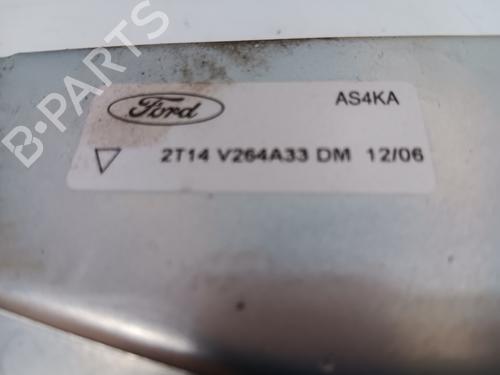 Ford AS4KA
2T14 V264A33 DM 12/06
B-PARTS